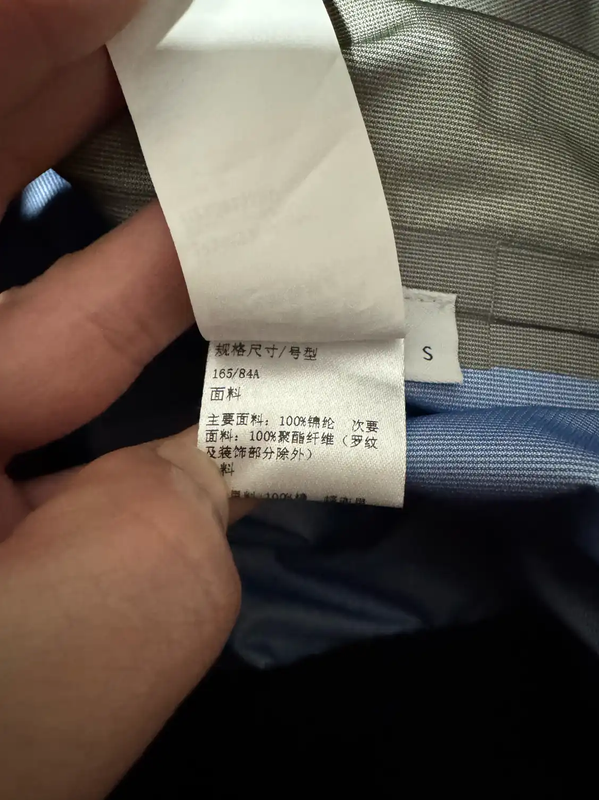 规格尺寸/号型
165/84A
面料
主要面料：100%锦纶 次要
面料：100%聚酯纤维（罗纹
及装饰部分除外）
料
S